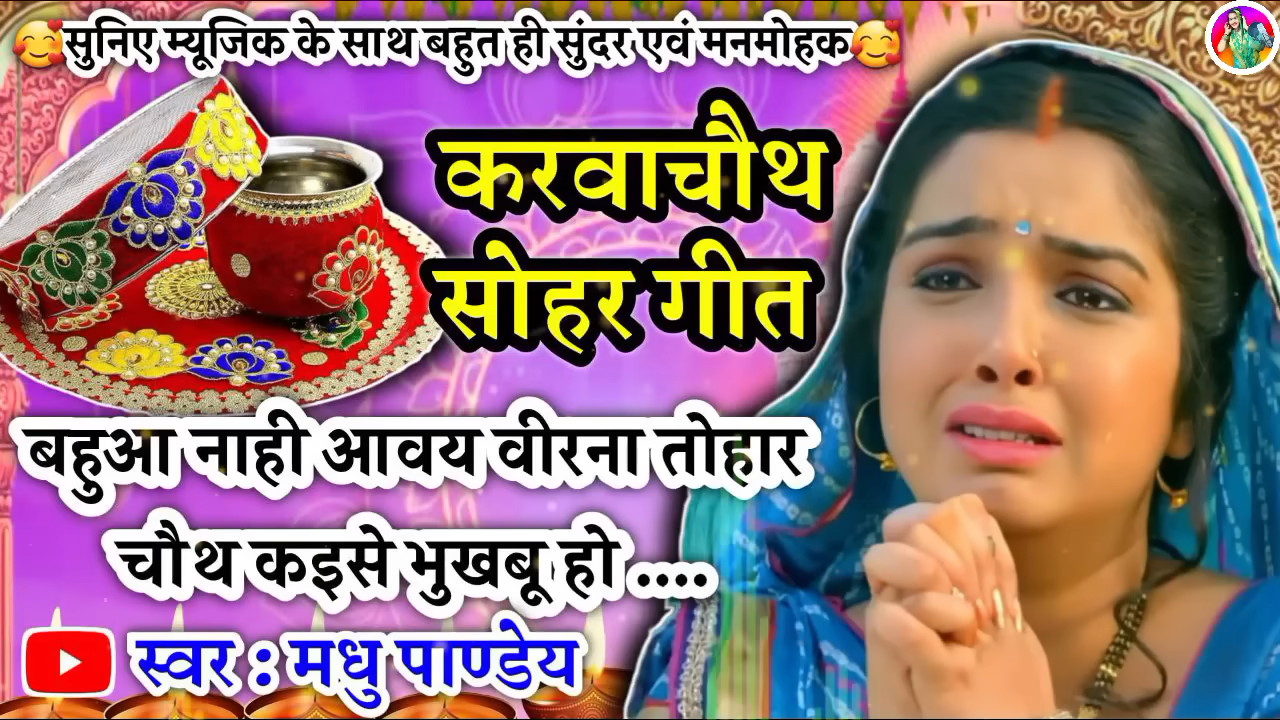 🥰सुनिए म्यूजिक के साथ बहुत ही सुंदर एवं मनमोहक🥰
करवाचौथ
सोहर गीत
बहुआ नाही आवय वीरना तोहार
चौथ कइसे भुखबू हो ....
स्वर : मधु पाण्डेय